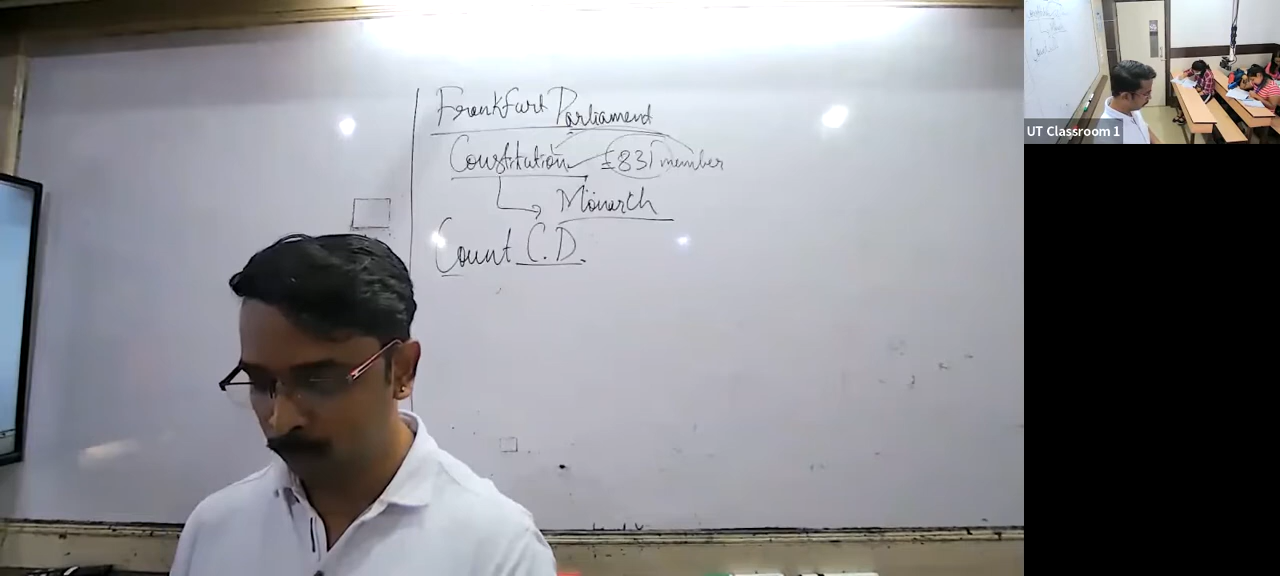 Frankfurt Parliament
Constitution 831 member
Monarch
Count C.D.
UT Classroom 1